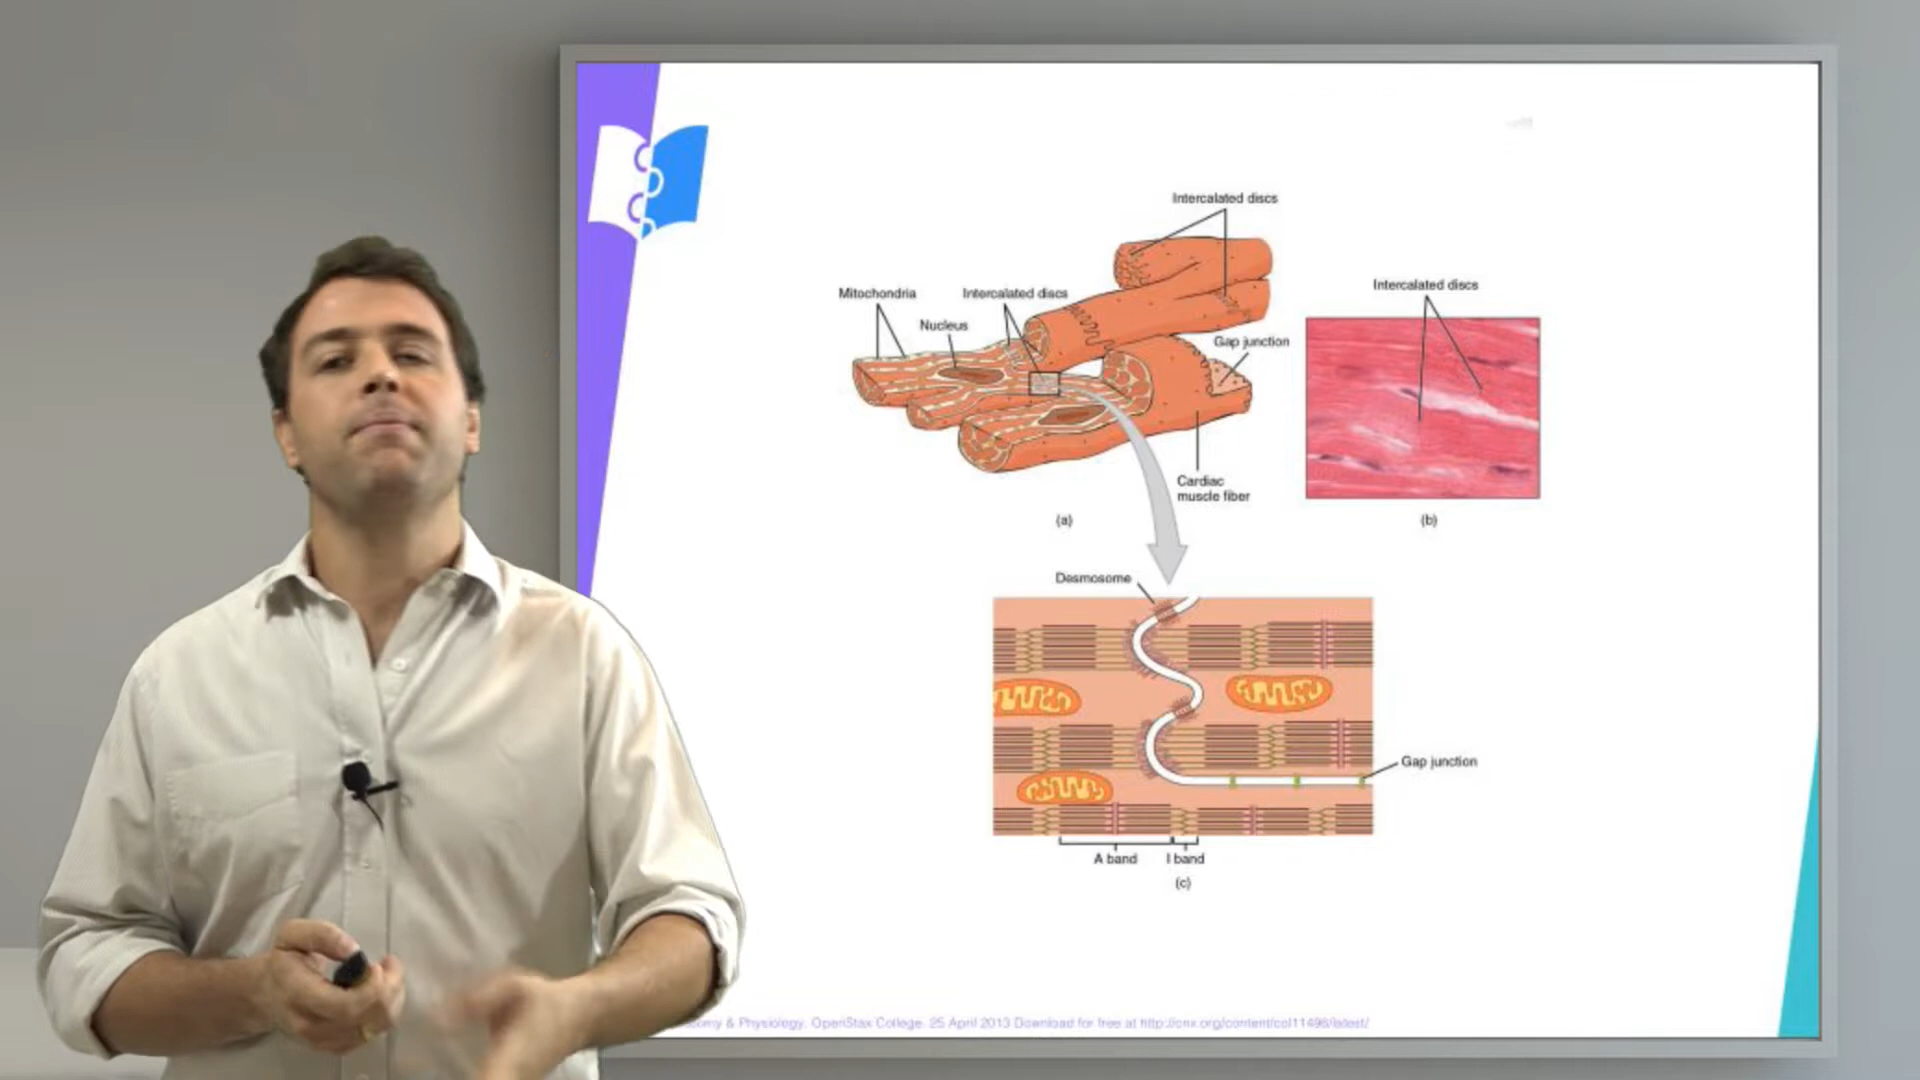 Intercalated discs
Intercalated discs
Mitochondria
Intercalated discs
Nucleus
Gap junction
Cardiac
muscle fiber
(a)
(b)
Desmosome
Gap junction
A band
I band
(c)
& Physiology. OpenStax College. 25 April 2013 Download for free at http://cnx.org/content/col11496/latest/